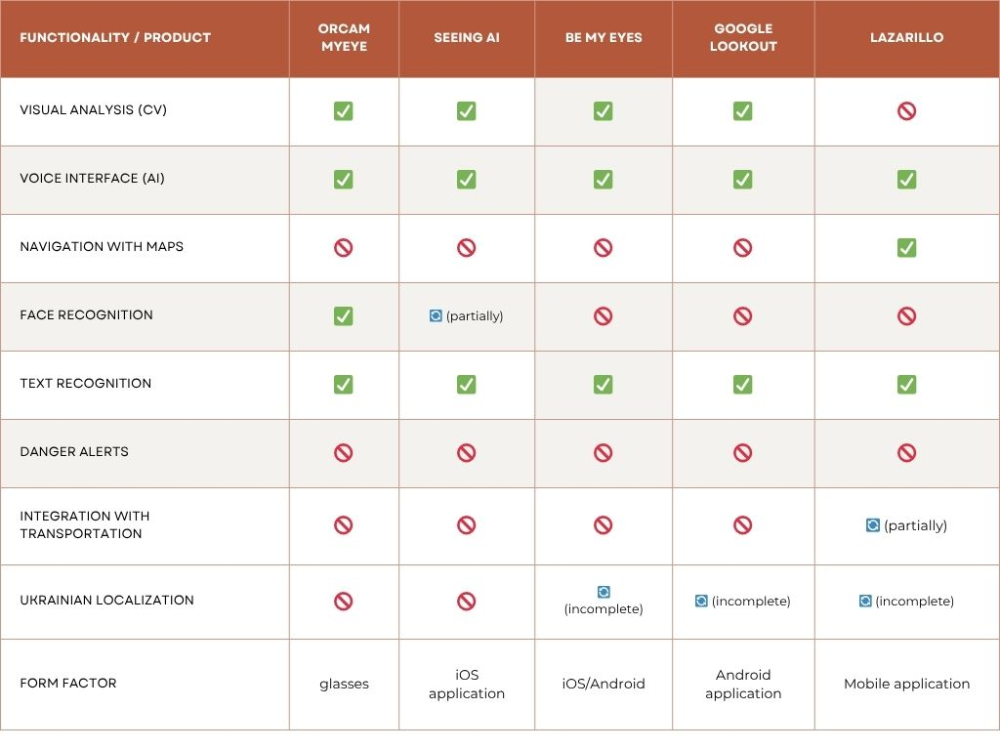 FUNCTIONALITY / PRODUCT
ORCAM
MYEYE
SEEING AI
BE MY EYES
GOOGLE
LOOKOUT
LAZARILLO
VISUAL ANALYSIS (CV)
VOICE INTERFACE (AI)
NAVIGATION WITH MAPS
FACE RECOGNITION
(partially)
TEXT RECOGNITION
DANGER ALERTS
INTEGRATION WITH
TRANSPORTATION
(partially)
UKRAINIAN LOCALIZATION
(incomplete)
(incomplete)
(incomplete)
FORM FACTOR
glasses
iOS
application
iOS/Android
Android
application
Mobile application